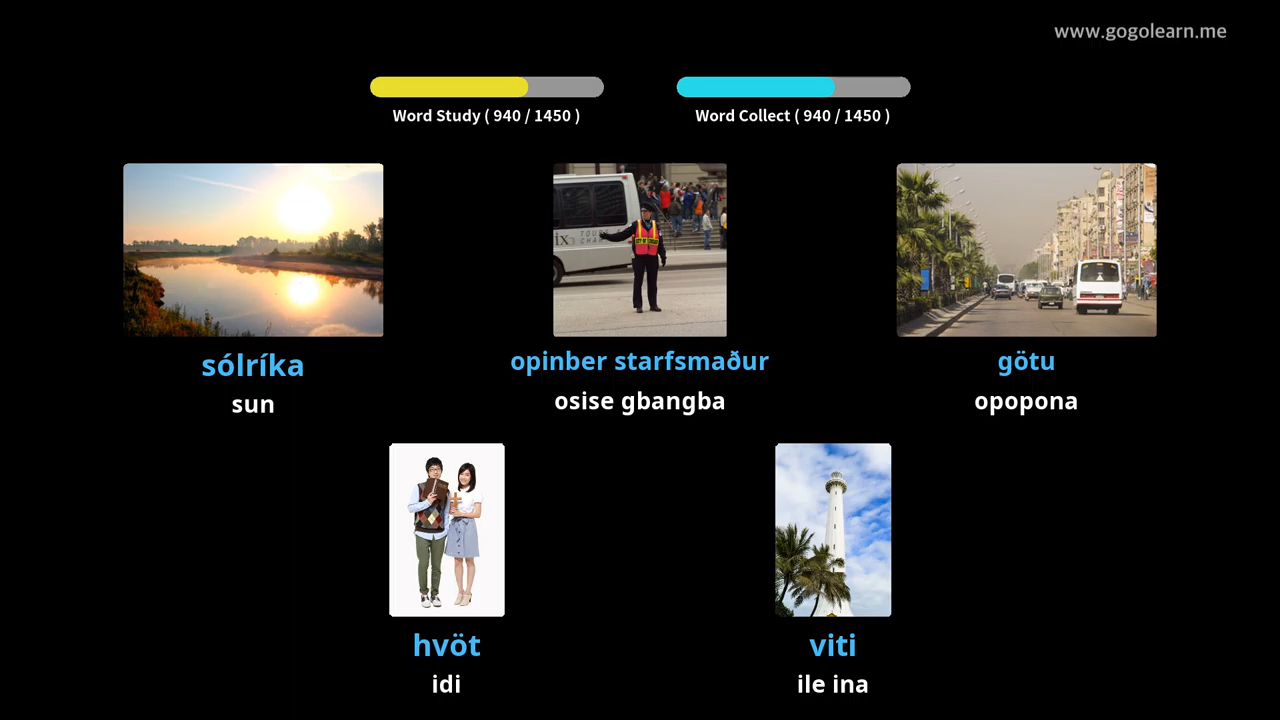 www.gogolearn.me
Word Study ( 940 / 1450 )
Word Collect ( 940 / 1450 )
sólríka
sun
opinber starfsmaður
osise gbangba
götu
opopona
hvöt
idi
viti
ile ina